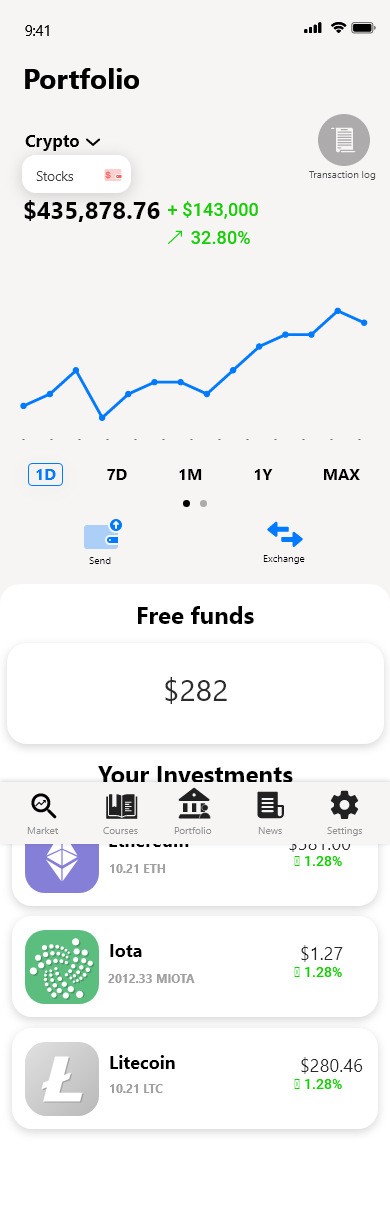 9:41
Portfolio
Crypto
Transaction log
Stocks
$
$435,878.76 + $143,000
32.80%
1D 7D 1M 1Y MAX
Send Exchange
Free funds
$282
Your Investments
Market Courses Portfolio News Settings
Ethereum $381.00
10.21 ETH 1.28%
Iota $1.27
2012.33 MIOTA 1.28%
Litecoin $280.46
10.21 LTC 1.28%